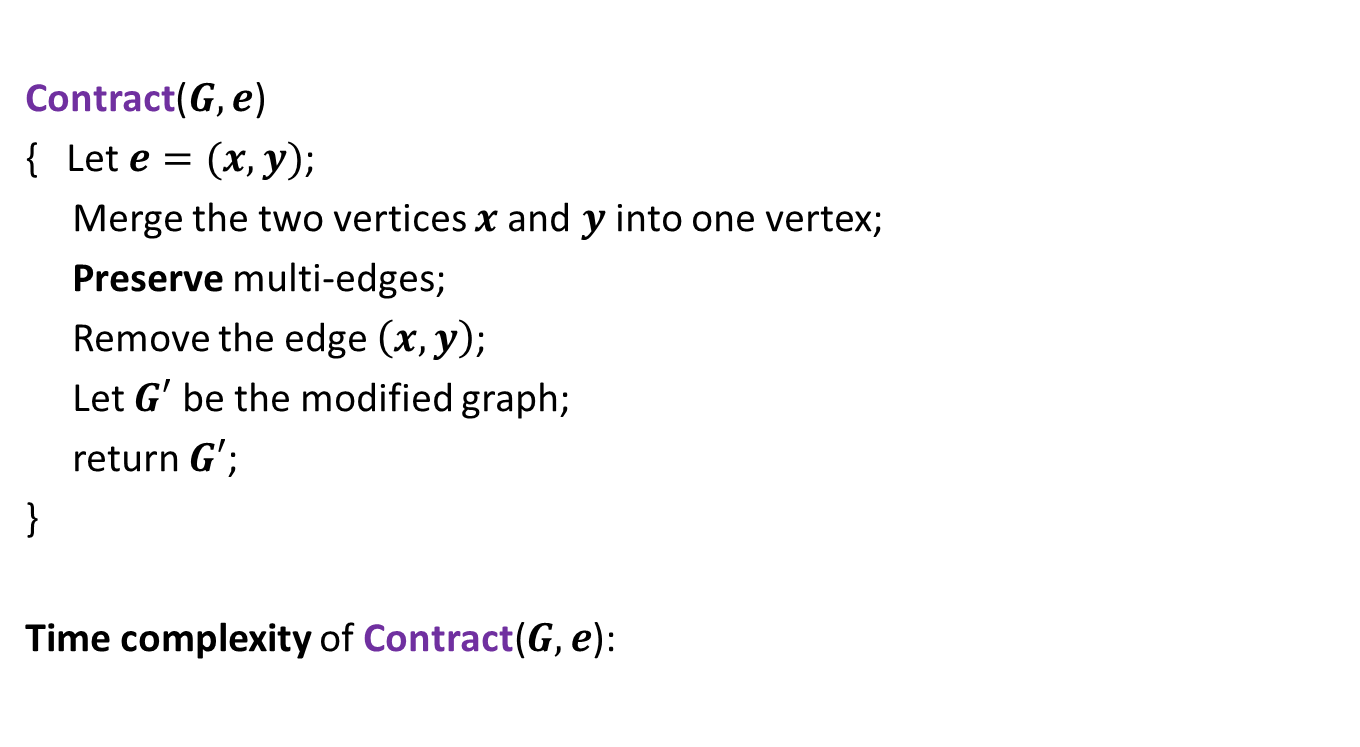 Contract(G, e)
{ Let e = (x, y);
Merge the two vertices x and y into one vertex;
Preserve multi-edges;
Remove the edge (x, y);
Let G′ be the modified graph;
return G′;
}
Time complexity of Contract(G, e):